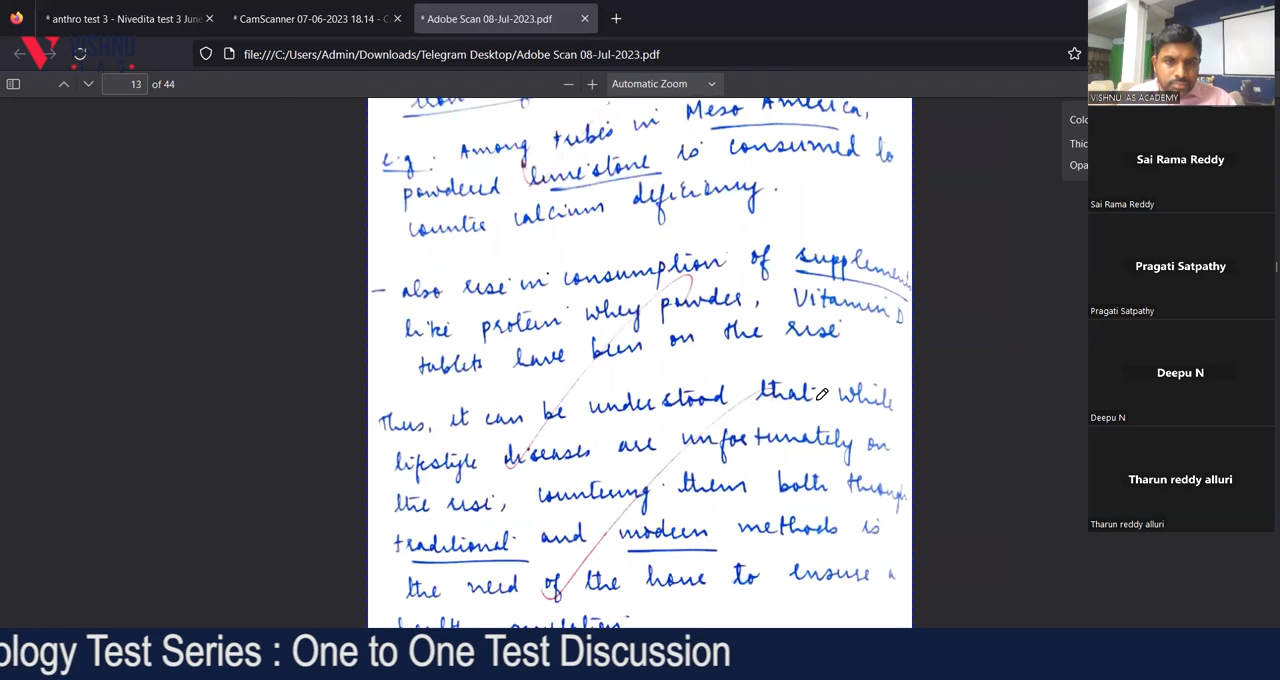 * anthro test 3 - Nivedita test 3 June
* CamScanner 07-06-2023 18.14 - C
* Adobe Scan 08-Jul-2023.pdf
VISHNU
IAS
file:///C:/Users/Admin/Downloads/Telegram Desktop/Adobe Scan 08-Jul-2023.pdf
13 of 44
Automatic Zoom
VISHNU IAS ACADEMY
Colo
Thic
Opa
Sai Rama Reddy
Sai Rama Reddy
Pragati Satpathy
Pragati Satpathy
Deepu N
Deepu N
Tharun reddy alluri
Tharun reddy alluri
e.g. Among tribes in Meso America,
powdered limestone is consumed to
counter calcium deficiency.
- also rise in consumption of supplements
like protein whey powder, Vitamin D
tablets have been on the rise
Thus, it can be understood that while
lifestyle diseases are unfortunately on
the rise, countering them both through
traditional and modern methods is
the need of the hour to ensure a
ology Test Series : One to One Test Discussion